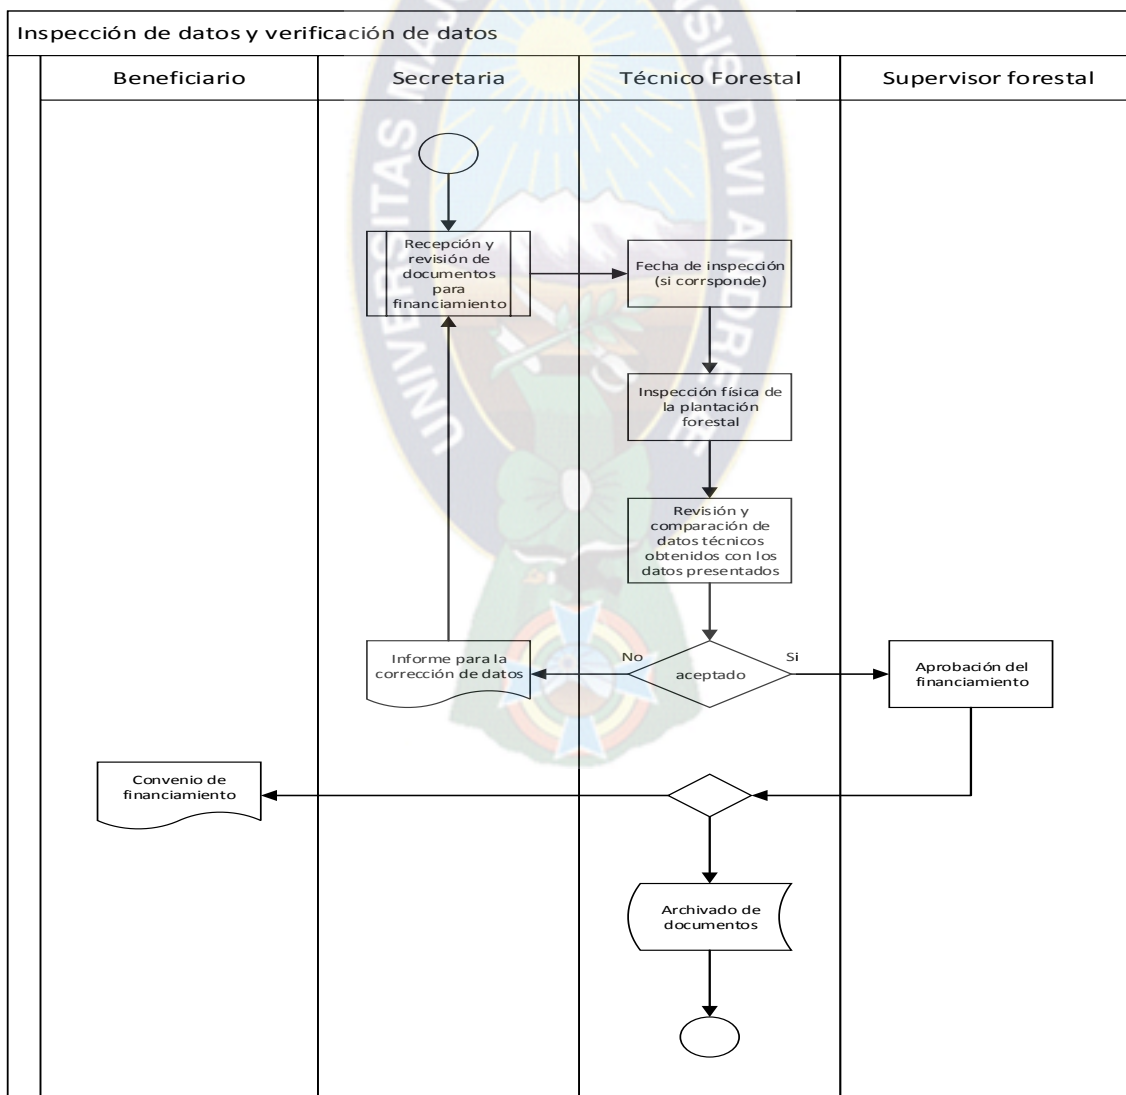 Inspección de datos y verificación de datos
Beneficiario
Secretaria
Técnico Forestal
Supervisor forestal
Recepción y
revisión de
documentos
para
financiamiento
Fecha de inspección
(si corrsponde)
Inspección física de
la plantación
forestal
Revisión y
comparación de
datos técnicos
obtenidos con los
datos presentados
Informe para la
corrección de datos
No
aceptado
Si
Aprobación del
financiamiento
Convenio de
financiamiento
Archivado de
documentos